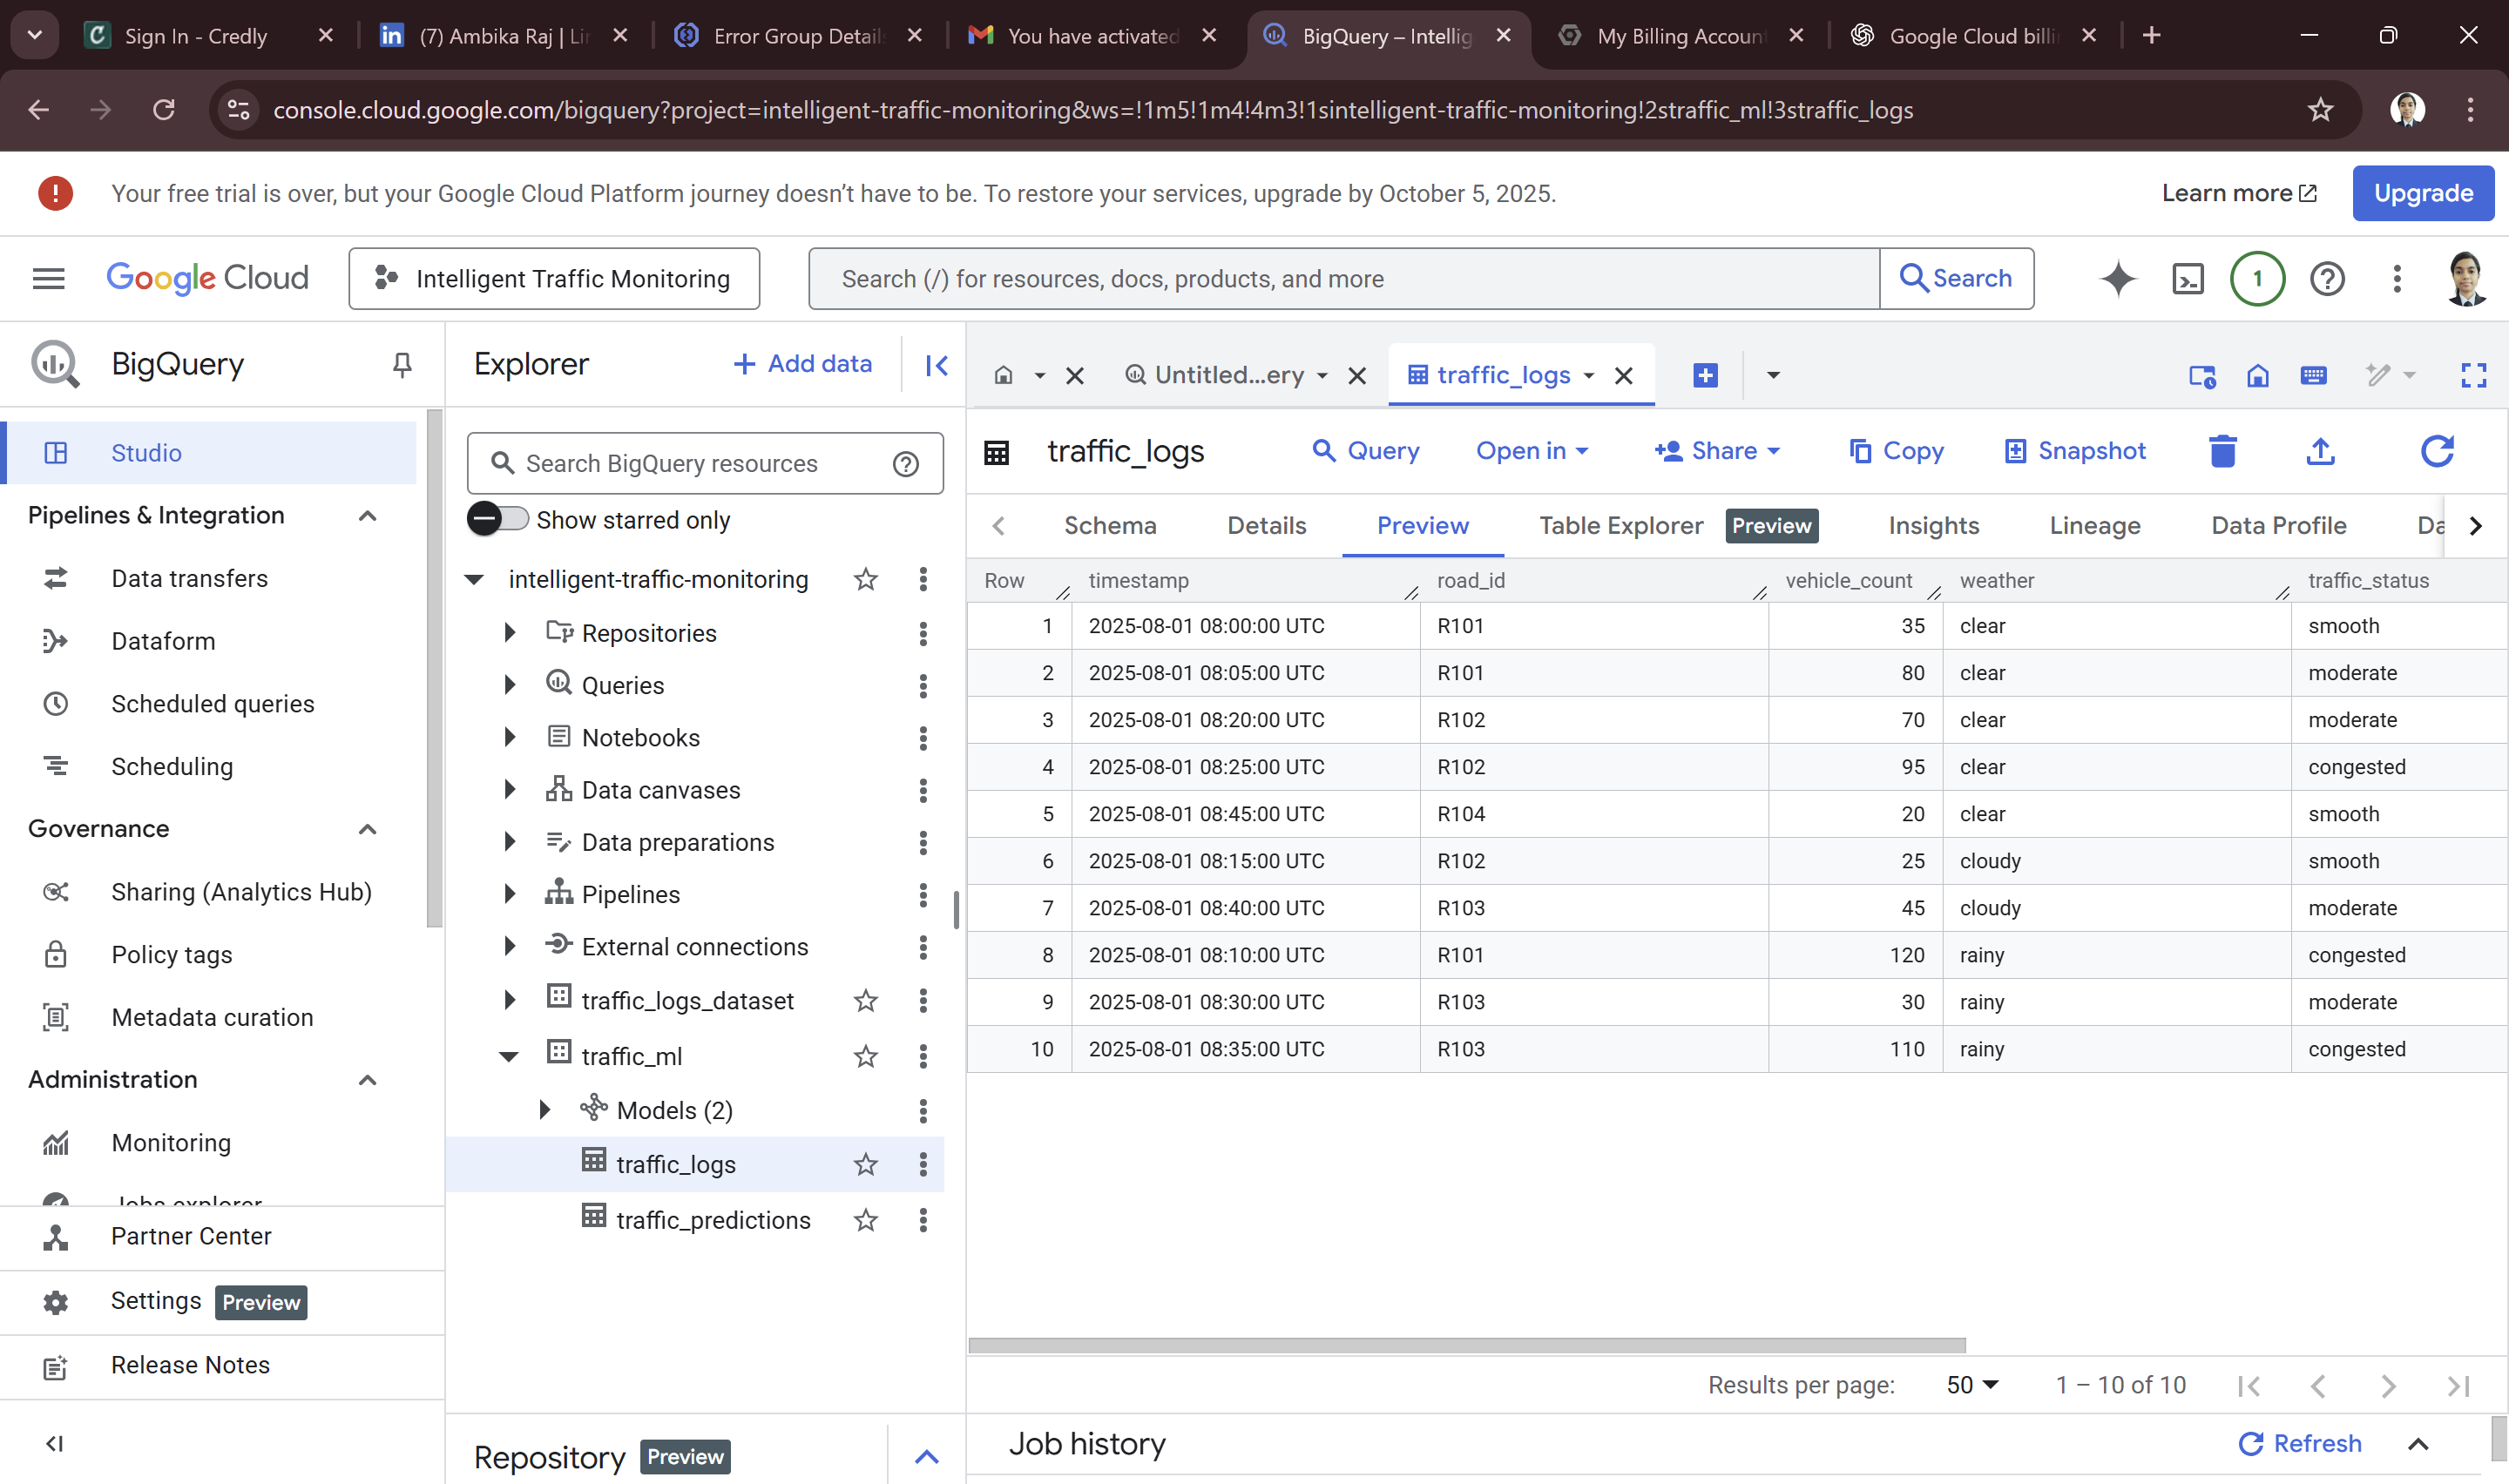 Sign In - Credly
(7) Ambika Raj | Lin
Error Group Details
You have activated
BigQuery – Intellig
My Billing Account
Google Cloud billi
console.cloud.google.com/bigquery?project=intelligent-traffic-monitoring&ws=!1m5!1m4!4m3!1sintelligent-traffic-monitoring!2straffic_ml!3straffic_logs
Your free trial is over, but your Google Cloud Platform journey doesn’t have to be. To restore your services, upgrade by October 5, 2025.
Learn more
Upgrade
Google Cloud
Intelligent Traffic Monitoring
Search (/) for resources, docs, products, and more
Search
1
BigQuery
Studio
Pipelines & Integration
Data transfers
Dataform
Scheduled queries
Scheduling
Governance
Sharing (Analytics Hub)
Policy tags
Metadata curation
Administration
Monitoring
Jobs explorer
Partner Center
Settings Preview
Release Notes
Explorer
Add data
Search BigQuery resources
Show starred only
intelligent-traffic-monitoring
Repositories
Queries
Notebooks
Data canvases
Data preparations
Pipelines
External connections
traffic_logs_dataset
traffic_ml
Models (2)
traffic_logs
traffic_predictions
Repository Preview
Untitled...ery
traffic_logs
traffic_logs
Query
Open in
Share
Copy
Snapshot
Schema Details Preview Table Explorer Preview Insights Lineage Data Profile Da
Row timestamp road_id vehicle_count weather traffic_status
1 2025-08-01 08:00:00 UTC R101 35 clear smooth
2 2025-08-01 08:05:00 UTC R101 80 clear moderate
3 2025-08-01 08:20:00 UTC R102 70 clear moderate
4 2025-08-01 08:25:00 UTC R102 95 clear congested
5 2025-08-01 08:45:00 UTC R104 20 clear smooth
6 2025-08-01 08:15:00 UTC R102 25 cloudy smooth
7 2025-08-01 08:40:00 UTC R103 45 cloudy moderate
8 2025-08-01 08:10:00 UTC R101 120 rainy congested
9 2025-08-01 08:30:00 UTC R103 30 rainy moderate
10 2025-08-01 08:35:00 UTC R103 110 rainy congested
Results per page: 50 1 – 10 of 10
Job history
Refresh